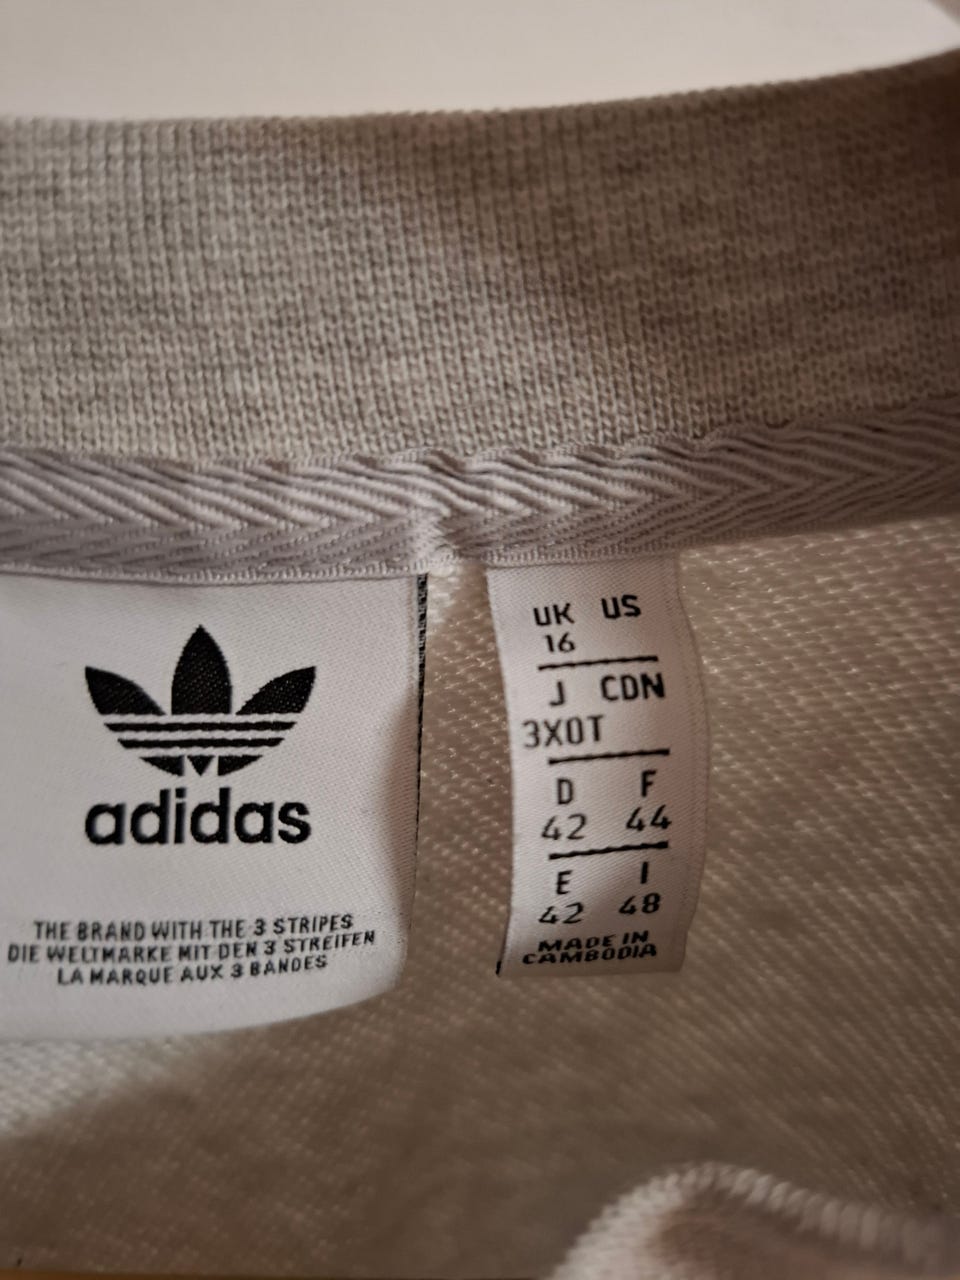 adidas
THE BRAND WITH THE 3 STRIPES
DIE WELTMARKE MIT DEN 3 STREIFEN
LA MARQUE AUX 3 BANDES
UK US
16
J CDN
3XOT
D F
42 44
E I
42 48
MADE IN
CAMBODIA